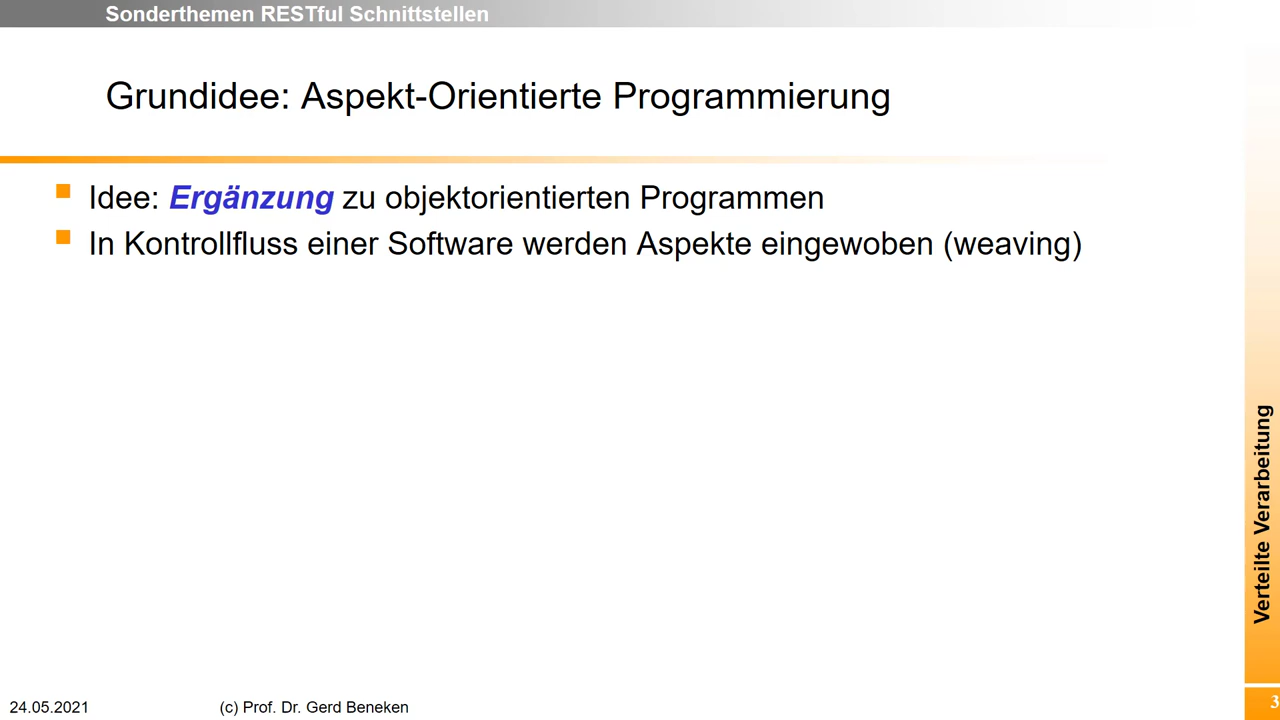 Sonderthemen RESTful Schnittstellen
Grundidee: Aspekt-Orientierte Programmierung
Idee: Ergänzung zu objektorientierten Programmen
In Kontrollfluss einer Software werden Aspekte eingewoben (weaving)
Verteilte Verarbeitung
24.05.2021
(c) Prof. Dr. Gerd Beneken
3